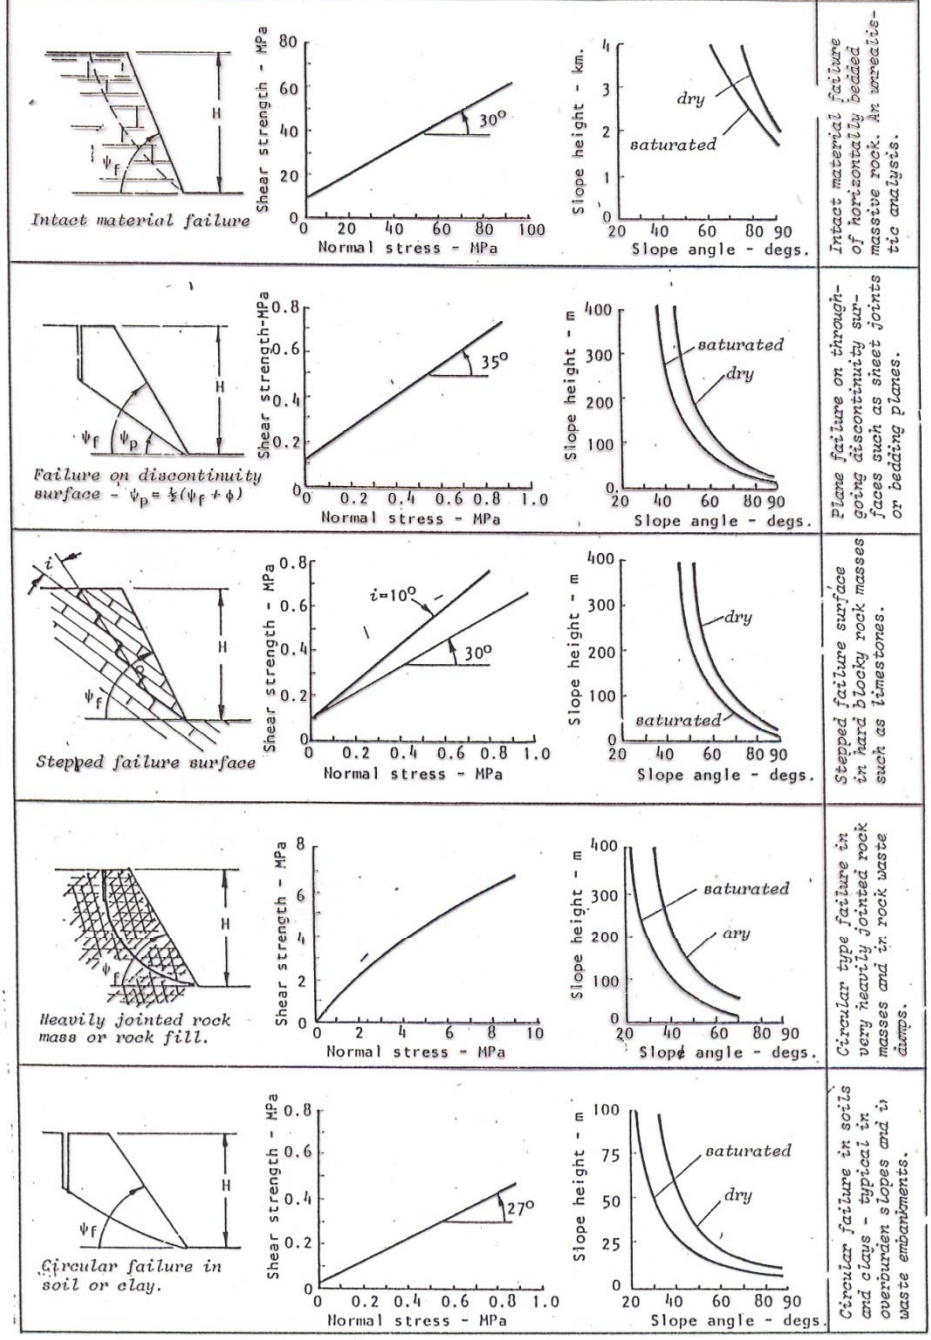 Shear strength - MPa
80
60
40
20
0
0 20 40 60 80 100
Normal stress - MPa
30°
Slope height - km.
4
3
2
1
0
20 40 60 80 90
Slope angle - degs.
dry
saturated
H
ψf
Intact material failure
Intact material failure
of horizontally bedded
massive rock. An unrealis-
tic analysis.
H
ψf ψp
Failure on discontinuity
surface - ψp = ½(ψf + ϕ)
Shear strength-MPa
0.8
0.6
0.4
0.2
0
0 0.2 0.4 0.6 0.8 1.0
Normal stress - MPa
35°
Slope height - m
400
300
200
100
0
20 40 60 80 90
Slope angle - degs.
saturated
dry
Plane failure on through-
going discontinuity sur-
faces such as sheet joints
or bedding planes.
i
H
ψf
Stepped failure surface
Shear strength - MPa
0.8
0.6
0.4
0.2
0
0 0.2 0.4 0.6 0.8 1.0
Normal stress - MPa
i=10°
30°
Slope height - m
400
300
200
100
0
20 40 60 80 90
Slope angle - degs.
dry
saturated
Stepped failure surface
in hard blocky rock masses
such as limestones.
H
ψf
Heavily jointed rock
mass or rock fill.
Shear strength - MPa
8
6
4
2
0
0 2 4 6 8 10
Normal stress - MPa
Slope height - m
400
300
200
100
0
20 40 60 80 90
Slope angle - degs.
saturated
ary
Circular type failure in
very heavily jointed rock
masses and in rock waste
dumps.
H
ψf
Circular failure in
soil or clay.
Shear strength - MPa
0.8
0.6
0.4
0.2
0
0 0.2 0.4 0.6 0.8 1.0
Normal stress - MPa
27°
Slope height - m
100
75
50
25
0
20 40 60 80 90
Slope angle - degs.
saturated
dry
Circular failure in soils
and clays - typical in
overburden slopes and i
waste embankments.